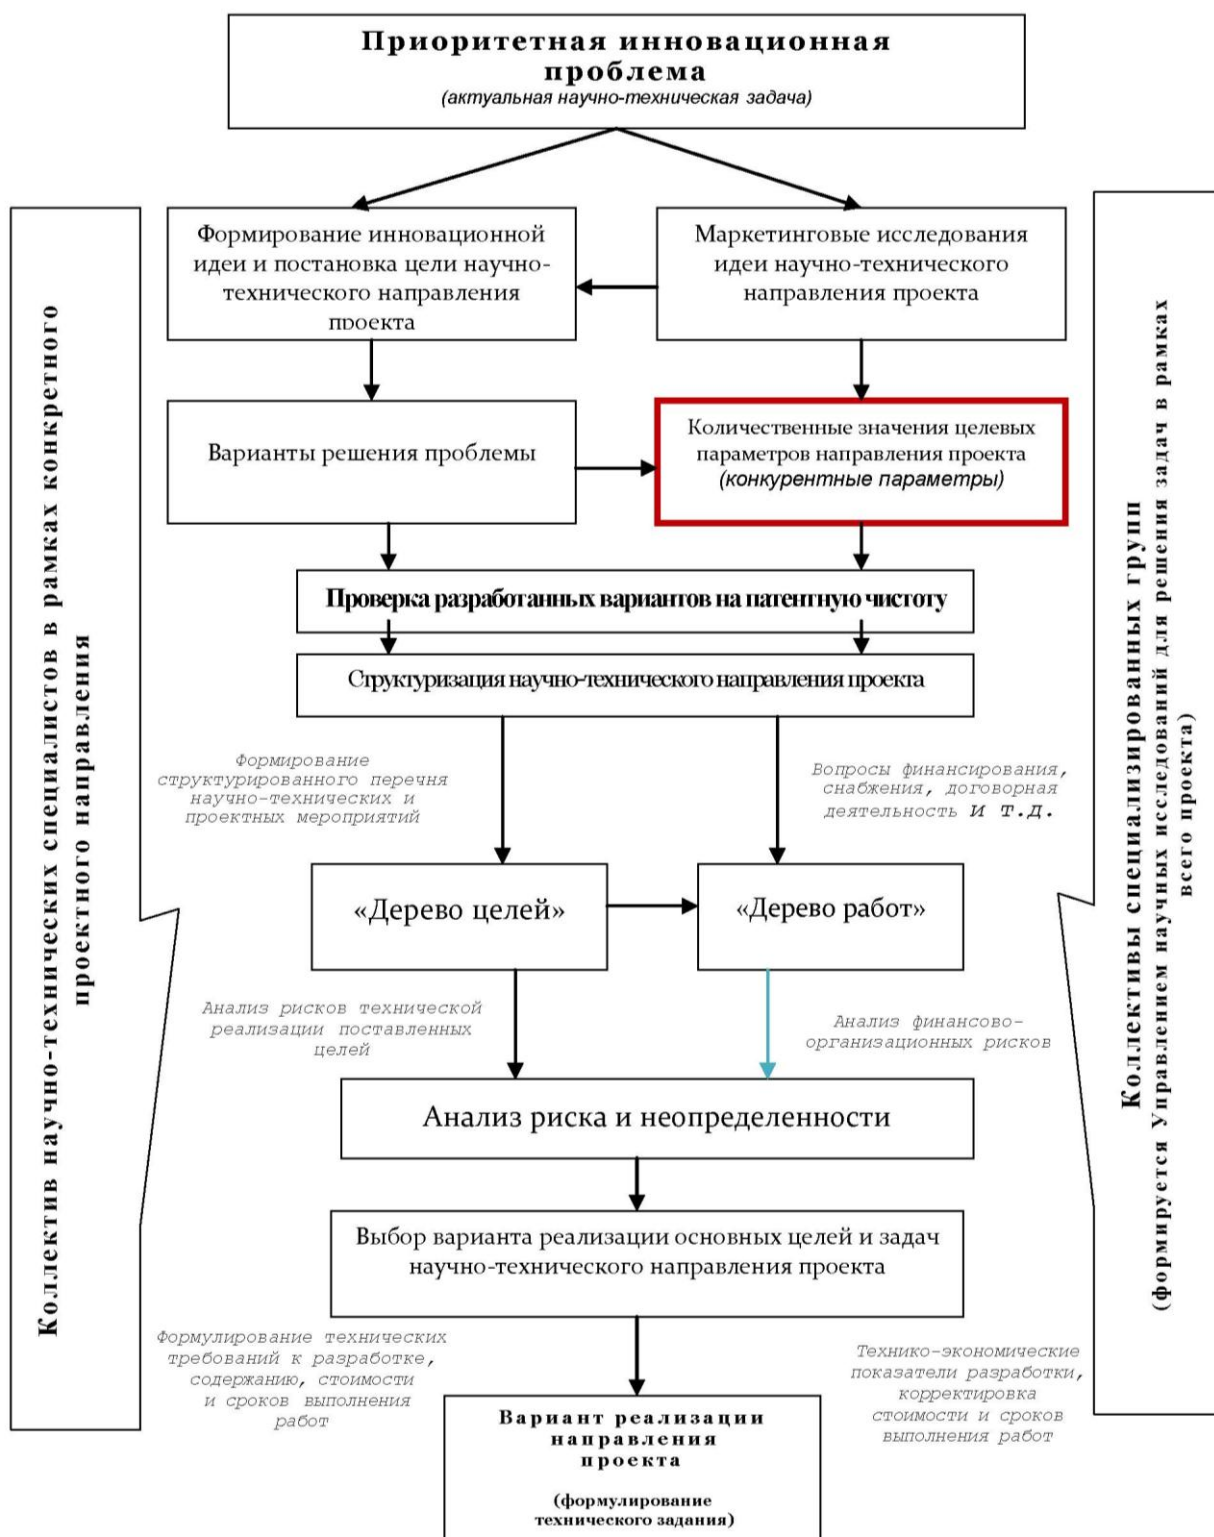 Приоритетная инновационная
проблема
(актуальная научно-техническая задача)
Формирование инновационной
идеи и постановка цели научно-
технического направления
проекта
Маркетинговые исследования
идеи научно-технического
направления проекта
Варианты решения проблемы
Количественные значения целевых
параметров направления проекта
(конкурентные параметры)
Проверка разработанных вариантов на патентную чистоту
Структуризация научно-технического направления проекта
Формирование
структурированного перечня
научно-технических и
проектных мероприятий
Вопросы финансирования,
снабжения, договорная
деятельность и т.д.
«Дерево целей»
«Дерево работ»
Анализ рисков технической
реализации поставленных
целей
Анализ финансово-
организационных рисков
Анализ риска и неопределенности
Выбор варианта реализации основных целей и задач
научно-технического направления проекта
Формулирование технических
требований к разработке,
содержанию, стоимости
и сроков выполнения
работ
Технико-экономические
показатели разработки,
корректировка
стоимости и сроков
выполнения работ
Вариант реализации
направления
проекта
(формулирование
технического задания)
Коллектив научно-технических специалистов в рамках конкретного
проектного направления
Коллективы специализированных групп
(формируется Управлением научных исследований для решения задач в рамках
всего проекта)